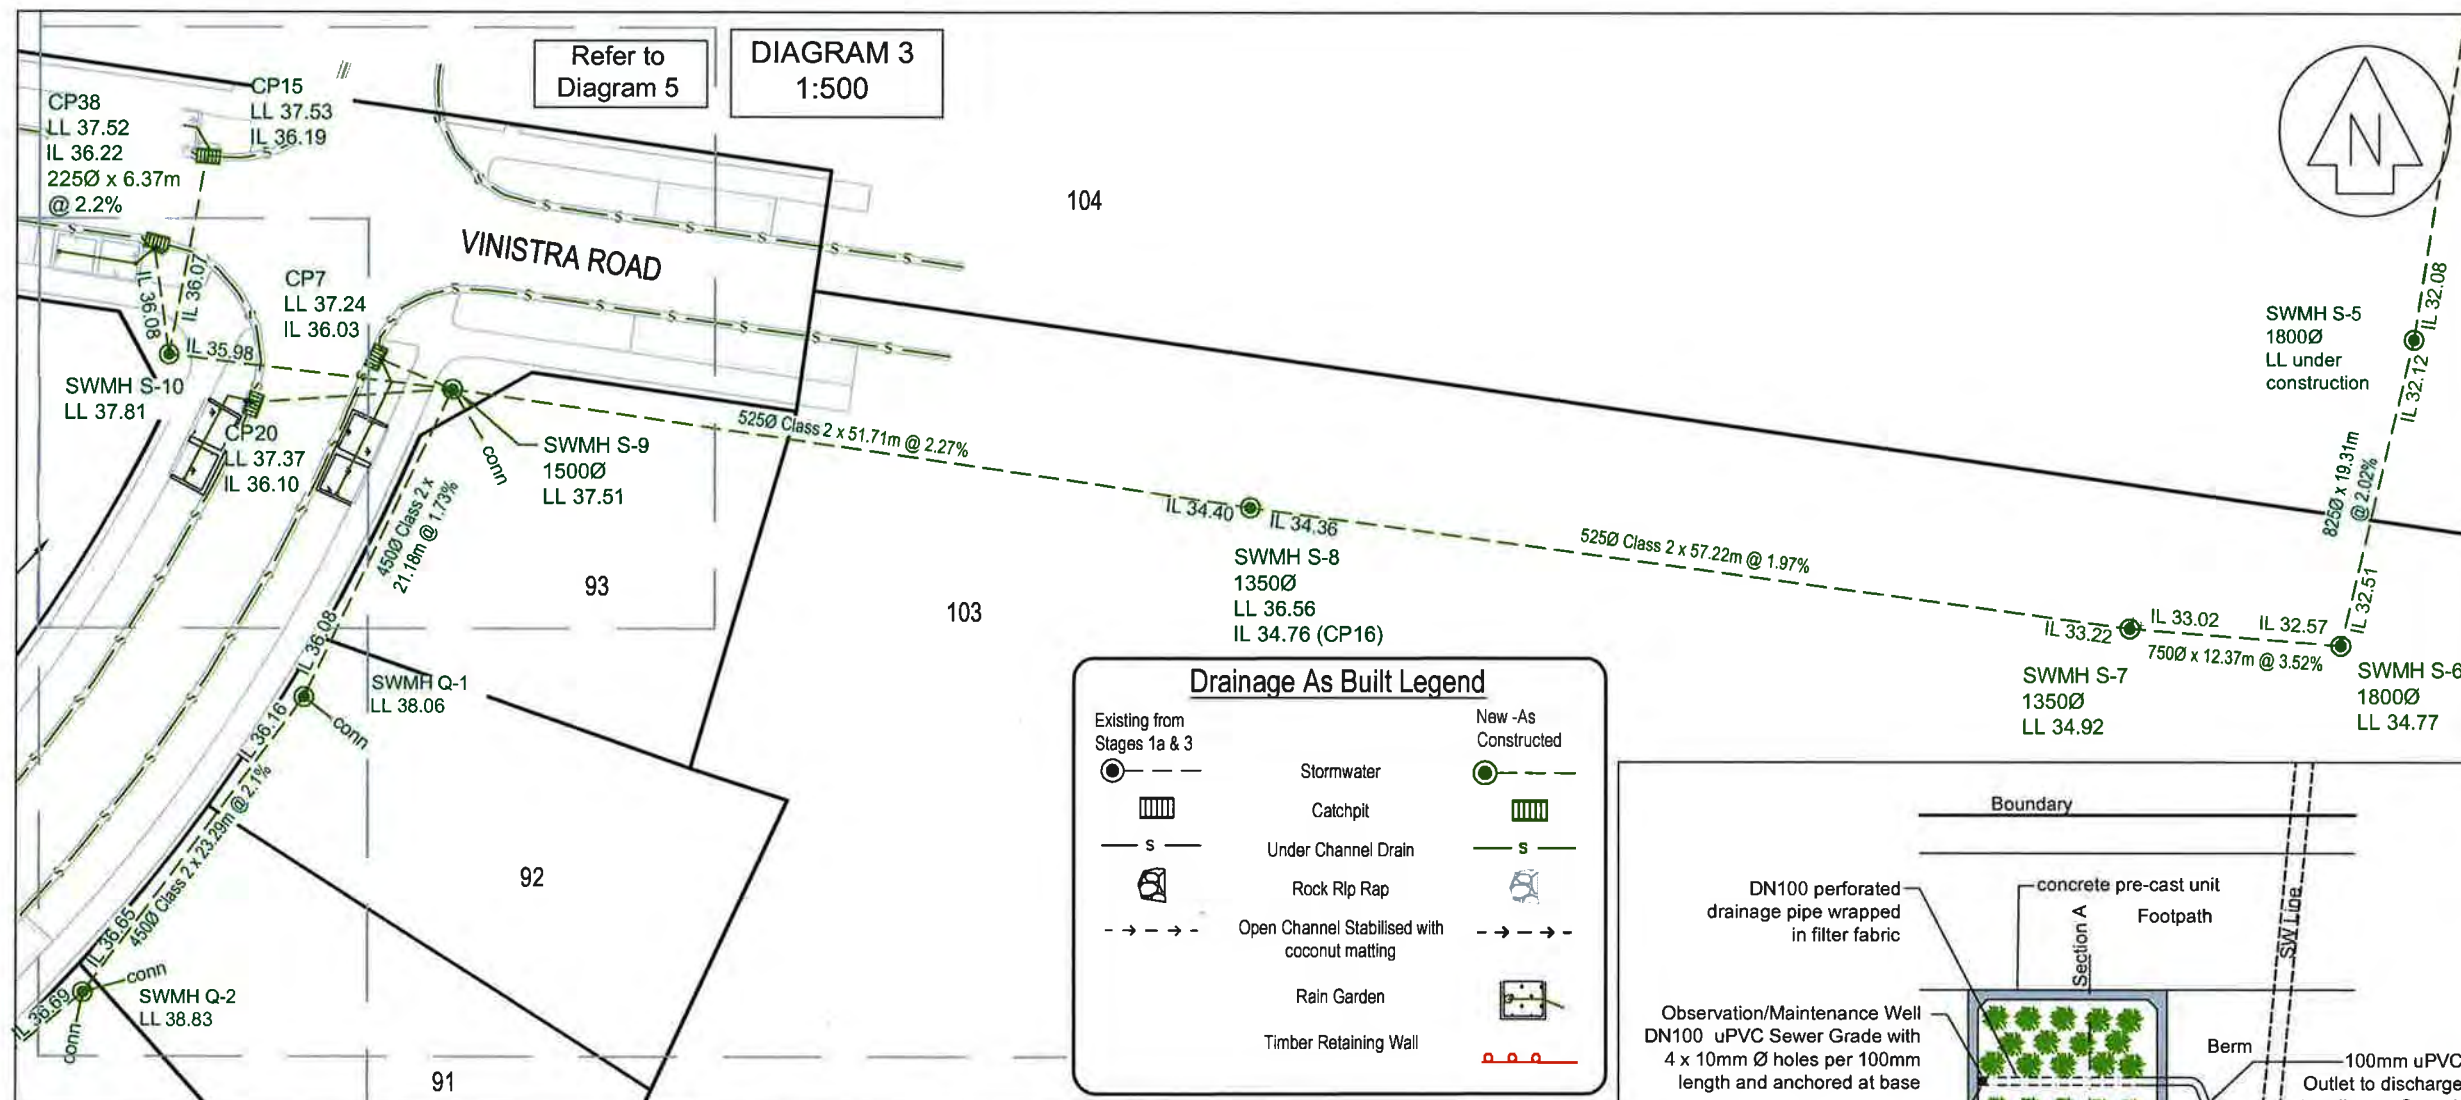 Refer to
Diagram 5
DIAGRAM 3
1:500
N
CP38
LL 37.52
IL 36.22
225Ø x 6.37m
@ 2.2%
CP15
LL 37.53
IL 36.19
104
VINISTRA ROAD
IL 36.08
IL 36.07
CP7
LL 37.24
IL 36.03
IL 35.98
SWMH S-10
LL 37.81
CP20
LL 37.37
IL 36.10
SWMH S-9
1500Ø
LL 37.51
conn
450Ø Class 2 x
21.18m @ 1.73%
525Ø Class 2 x 51.71m @ 2.27%
IL 34.40
IL 34.36
SWMH S-8
1350Ø
LL 36.56
IL 34.76 (CP16)
525Ø Class 2 x 57.22m @ 1.97%
SWMH S-5
1800Ø
LL under
construction
IL 32.08
IL 32.12
825Ø x 19.31m
@ 2.02%
IL 32.51
IL 33.22
IL 33.02
IL 32.57
750Ø x 12.37m @ 3.52%
SWMH S-7
1350Ø
LL 34.92
SWMH S-6
1800Ø
LL 34.77
93
103
IL 36.08
SWMH Q-1
LL 38.06
IL 36.16
conn
450Ø Class 2 x 23.29m @ 2.1%
92
IL 36.65
conn
SWMH Q-2
LL 38.83
IL 36.69
conn
91
Drainage As Built Legend
Existing from
Stages 1a & 3
New -As
Constructed
Stormwater
Catchpit
S
Under Channel Drain
S
Rock Rip Rap
Open Channel Stabilised with
coconut matting
Rain Garden
Timber Retaining Wall
Boundary
DN100 perforated
drainage pipe wrapped
in filter fabric
concrete pre-cast unit
Footpath
Section A
SW Line
Observation/Maintenance Well
DN100 uPVC Sewer Grade with
4 x 10mm Ø holes per 100mm
length and anchored at base
Berm
100mm uPVC
Outlet to discharge